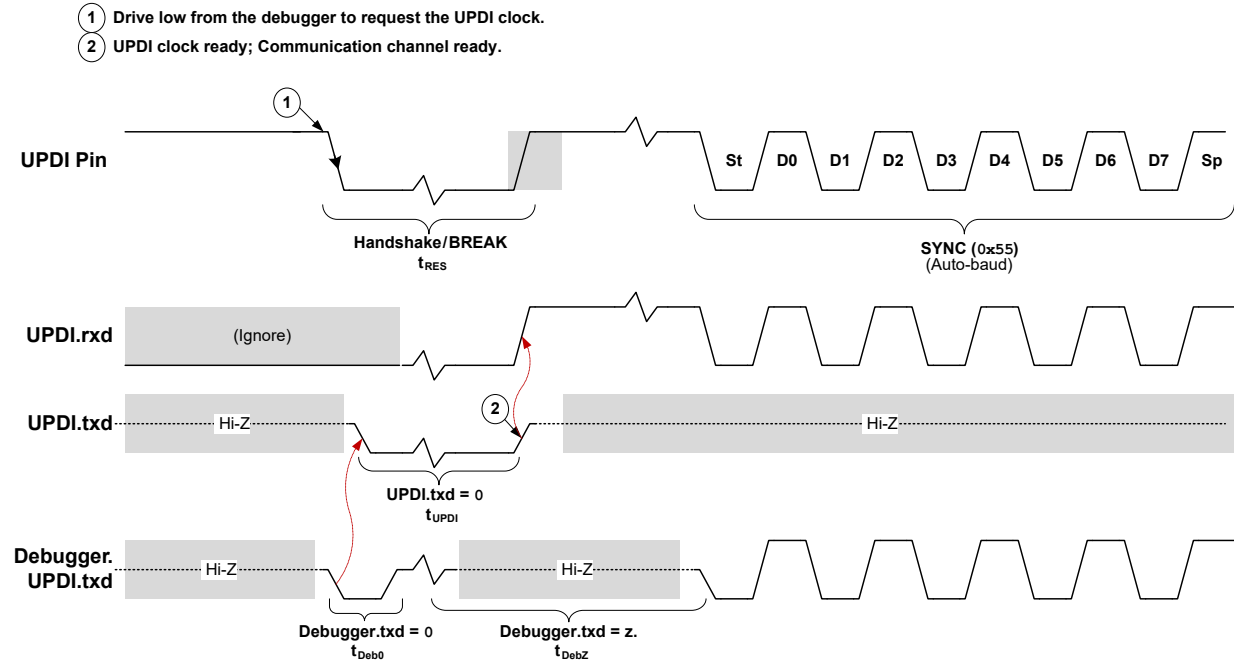 1 Drive low from the debugger to request the UPDI clock.
2 UPDI clock ready; Communication channel ready.
1
UPDI Pin
St D0 D1 D2 D3 D4 D5 D6 D7 Sp
Handshake/BREAK
tRES
SYNC (0x55)
(Auto-baud)
UPDI.rxd
(Ignore)
2
UPDI.txd
Hi-Z
Hi-Z
UPDI.txd = 0
tUPDI
Debugger.
UPDI.txd
Hi-Z
Hi-Z
Debugger.txd = 0
tDeb0
Debugger.txd = z.
tDebZ